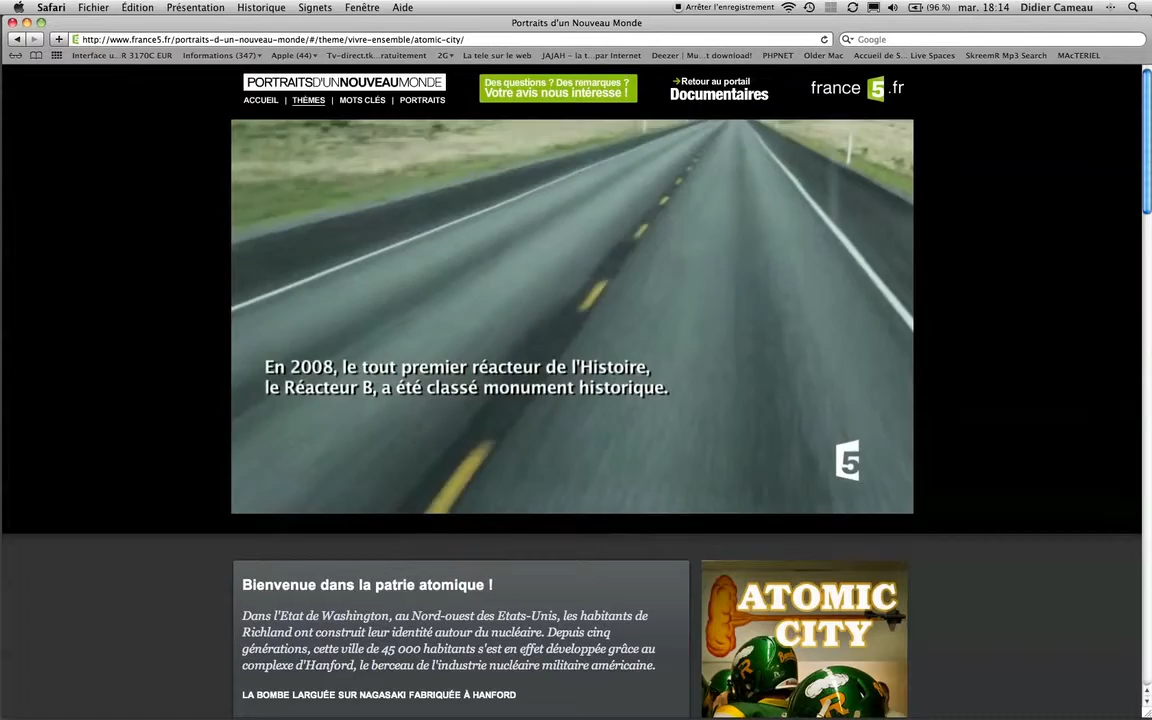 Safari Fichier Édition Présentation Historique Signets Fenêtre Aide Arrêter l'enregistrement (96 %) mar. 18:14 Didier Cameau
Portraits d'un Nouveau Monde
http://www.france5.fr/portraits-d-un-nouveau-monde/#/theme/vivre-ensemble/atomic-city/ Google
Interface u...R 3170C EUR Informations (347) Apple (44) Tv-direct.tk...ratuitement 2G La tele sur le web JAJAH – la t...par Internet Deezer | Mu...t download! PHPNET Older Mac Accueil de S... Live Spaces SkreemR Mp3 Search MAcTERIEL
PORTRAITSD'UNNOUVEAUMONDE
ACCUEIL | THÈMES | MOTS CLÉS | PORTRAITS
Des questions ? Des remarques ?
Votre avis nous intéresse !
Retour au portail
Documentaires
france 5 .fr
En 2008, le tout premier réacteur de l'Histoire,
le Réacteur B, a été classé monument historique.
5
Bienvenue dans la patrie atomique !
Dans l'Etat de Washington, au Nord-ouest des Etats-Unis, les habitants de
Richland ont construit leur identité autour du nucléaire. Depuis cinq
générations, cette ville de 45 000 habitants s'est en effet développée grâce au
complexe d'Hanford, le berceau de l'industrie nucléaire militaire américaine.
LA BOMBE LARGUÉE SUR NAGASAKI FABRIQUÉE À HANFORD
ATOMIC
CITY
R
R